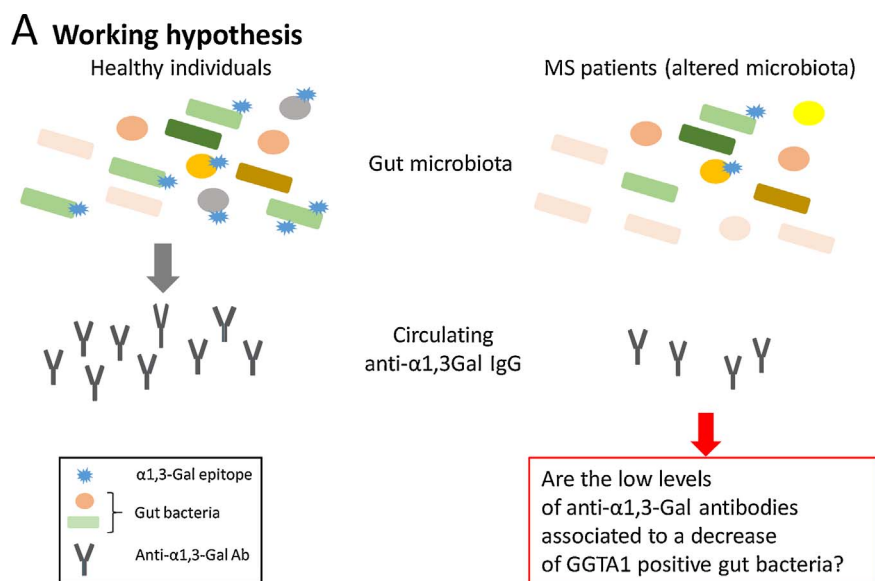 A Working hypothesis
Healthy individuals
MS patients (altered microbiota)
Gut microbiota
Circulating
anti-α1,3Gal IgG
α1,3-Gal epitope
Gut bacteria
Anti-α1,3-Gal Ab
Are the low levels
of anti-α1,3-Gal antibodies
associated to a decrease
of GGTA1 positive gut bacteria?